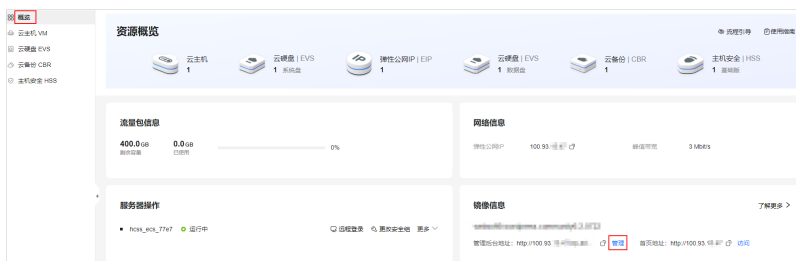 概览
云主机 VM
云硬盘 EVS
云备份 CBR
主机安全 HSS
资源概览
流程引导 使用指南
云主机 云硬盘 | EVS 弹性公网IP | EIP 云硬盘 | EVS 云备份 | CBR 主机安全 | HSS
1 1 系统盘 1 1 数据盘 1 1 基础版
流量包信息
400.0 GB 0.0 GB 0%
剩余容量 已使用
网络信息
弹性公网IP 100.93. 峰值带宽 3 Mbit/s
服务器操作
hcss_ecs_77e7 运行中 远程登录 更改安全组 更多
镜像信息 了解更多
管理后台地址: http://100.93 管理 首页地址: http://100.93. 访问